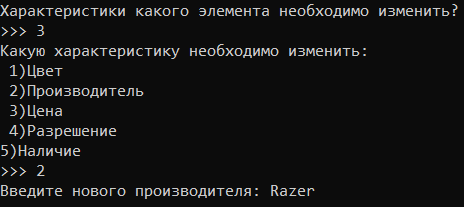 Характеристики какого элемента необходимо изменить?
>>> 3
Какую характеристику необходимо изменить:
 1)Цвет
 2)Производитель
 3)Цена
 4)Разрешение
5)Наличие
>>> 2
Введите нового производителя: Razer